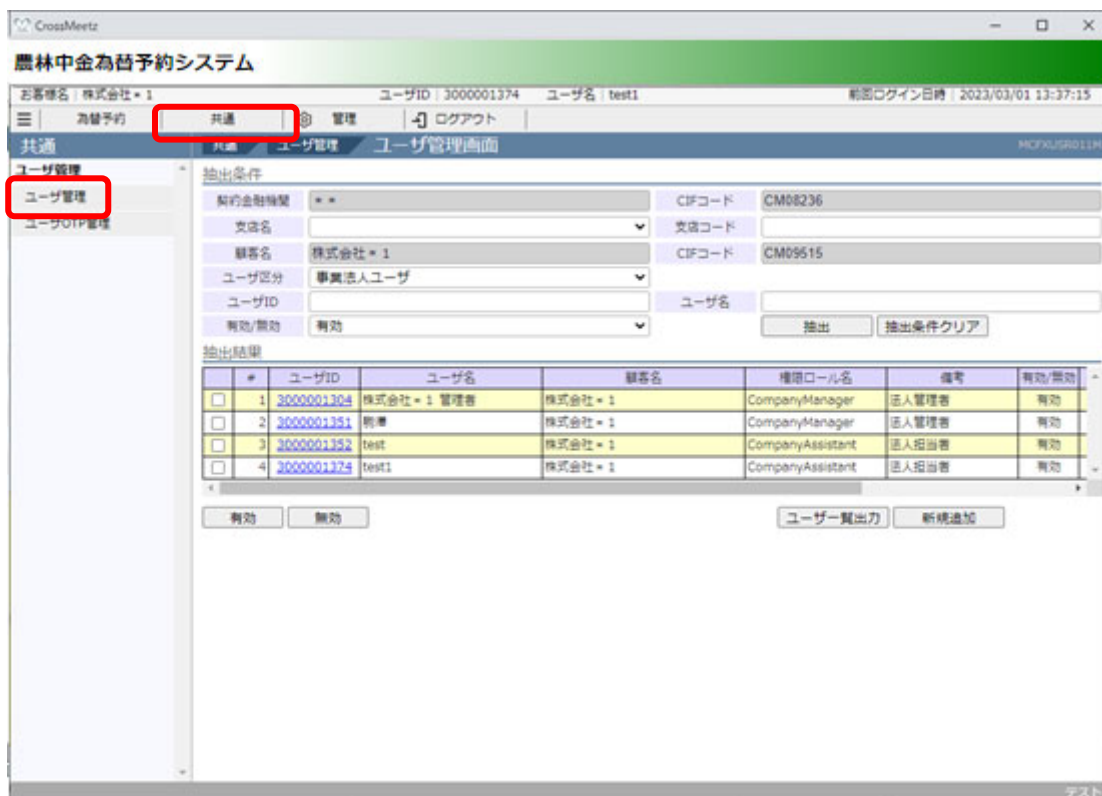 CrossMeetz
農林中金為替予約システム
お客様名 株式会社＊1 ユーザID 3000001374 ユーザ名 test1 前回ログイン日時 2023/03/01 13:37:15
為替予約 共通 管理 ログアウト
共通 共通 ユーザ管理 ユーザ管理画面 MCFXUSR011M
ユーザ管理
ユーザ管理
ユーザOTP管理
抽出条件
契約金融機関 ＊＊ CIFコード CM08236
支店名 支店コード
顧客名 株式会社＊1 CIFコード CM09515
ユーザ区分 事業法人ユーザ
ユーザID ユーザ名
有効/無効 有効 抽出 抽出条件クリア
抽出結果
# ユーザID ユーザ名 顧客名 権限ロール名 備考 有効/無効
1 3000001304 株式会社＊1 管理者 株式会社＊1 CompanyManager 法人管理者 有効
2 3000001351 株式会社＊1 CompanyManager 法人管理者 有効
3 3000001352 test 株式会社＊1 CompanyAssistant 法人担当者 有効
4 3000001374 test1 株式会社＊1 CompanyAssistant 法人担当者 有効
有効 無効 ユーザ一覧出力 新規追加
テスト